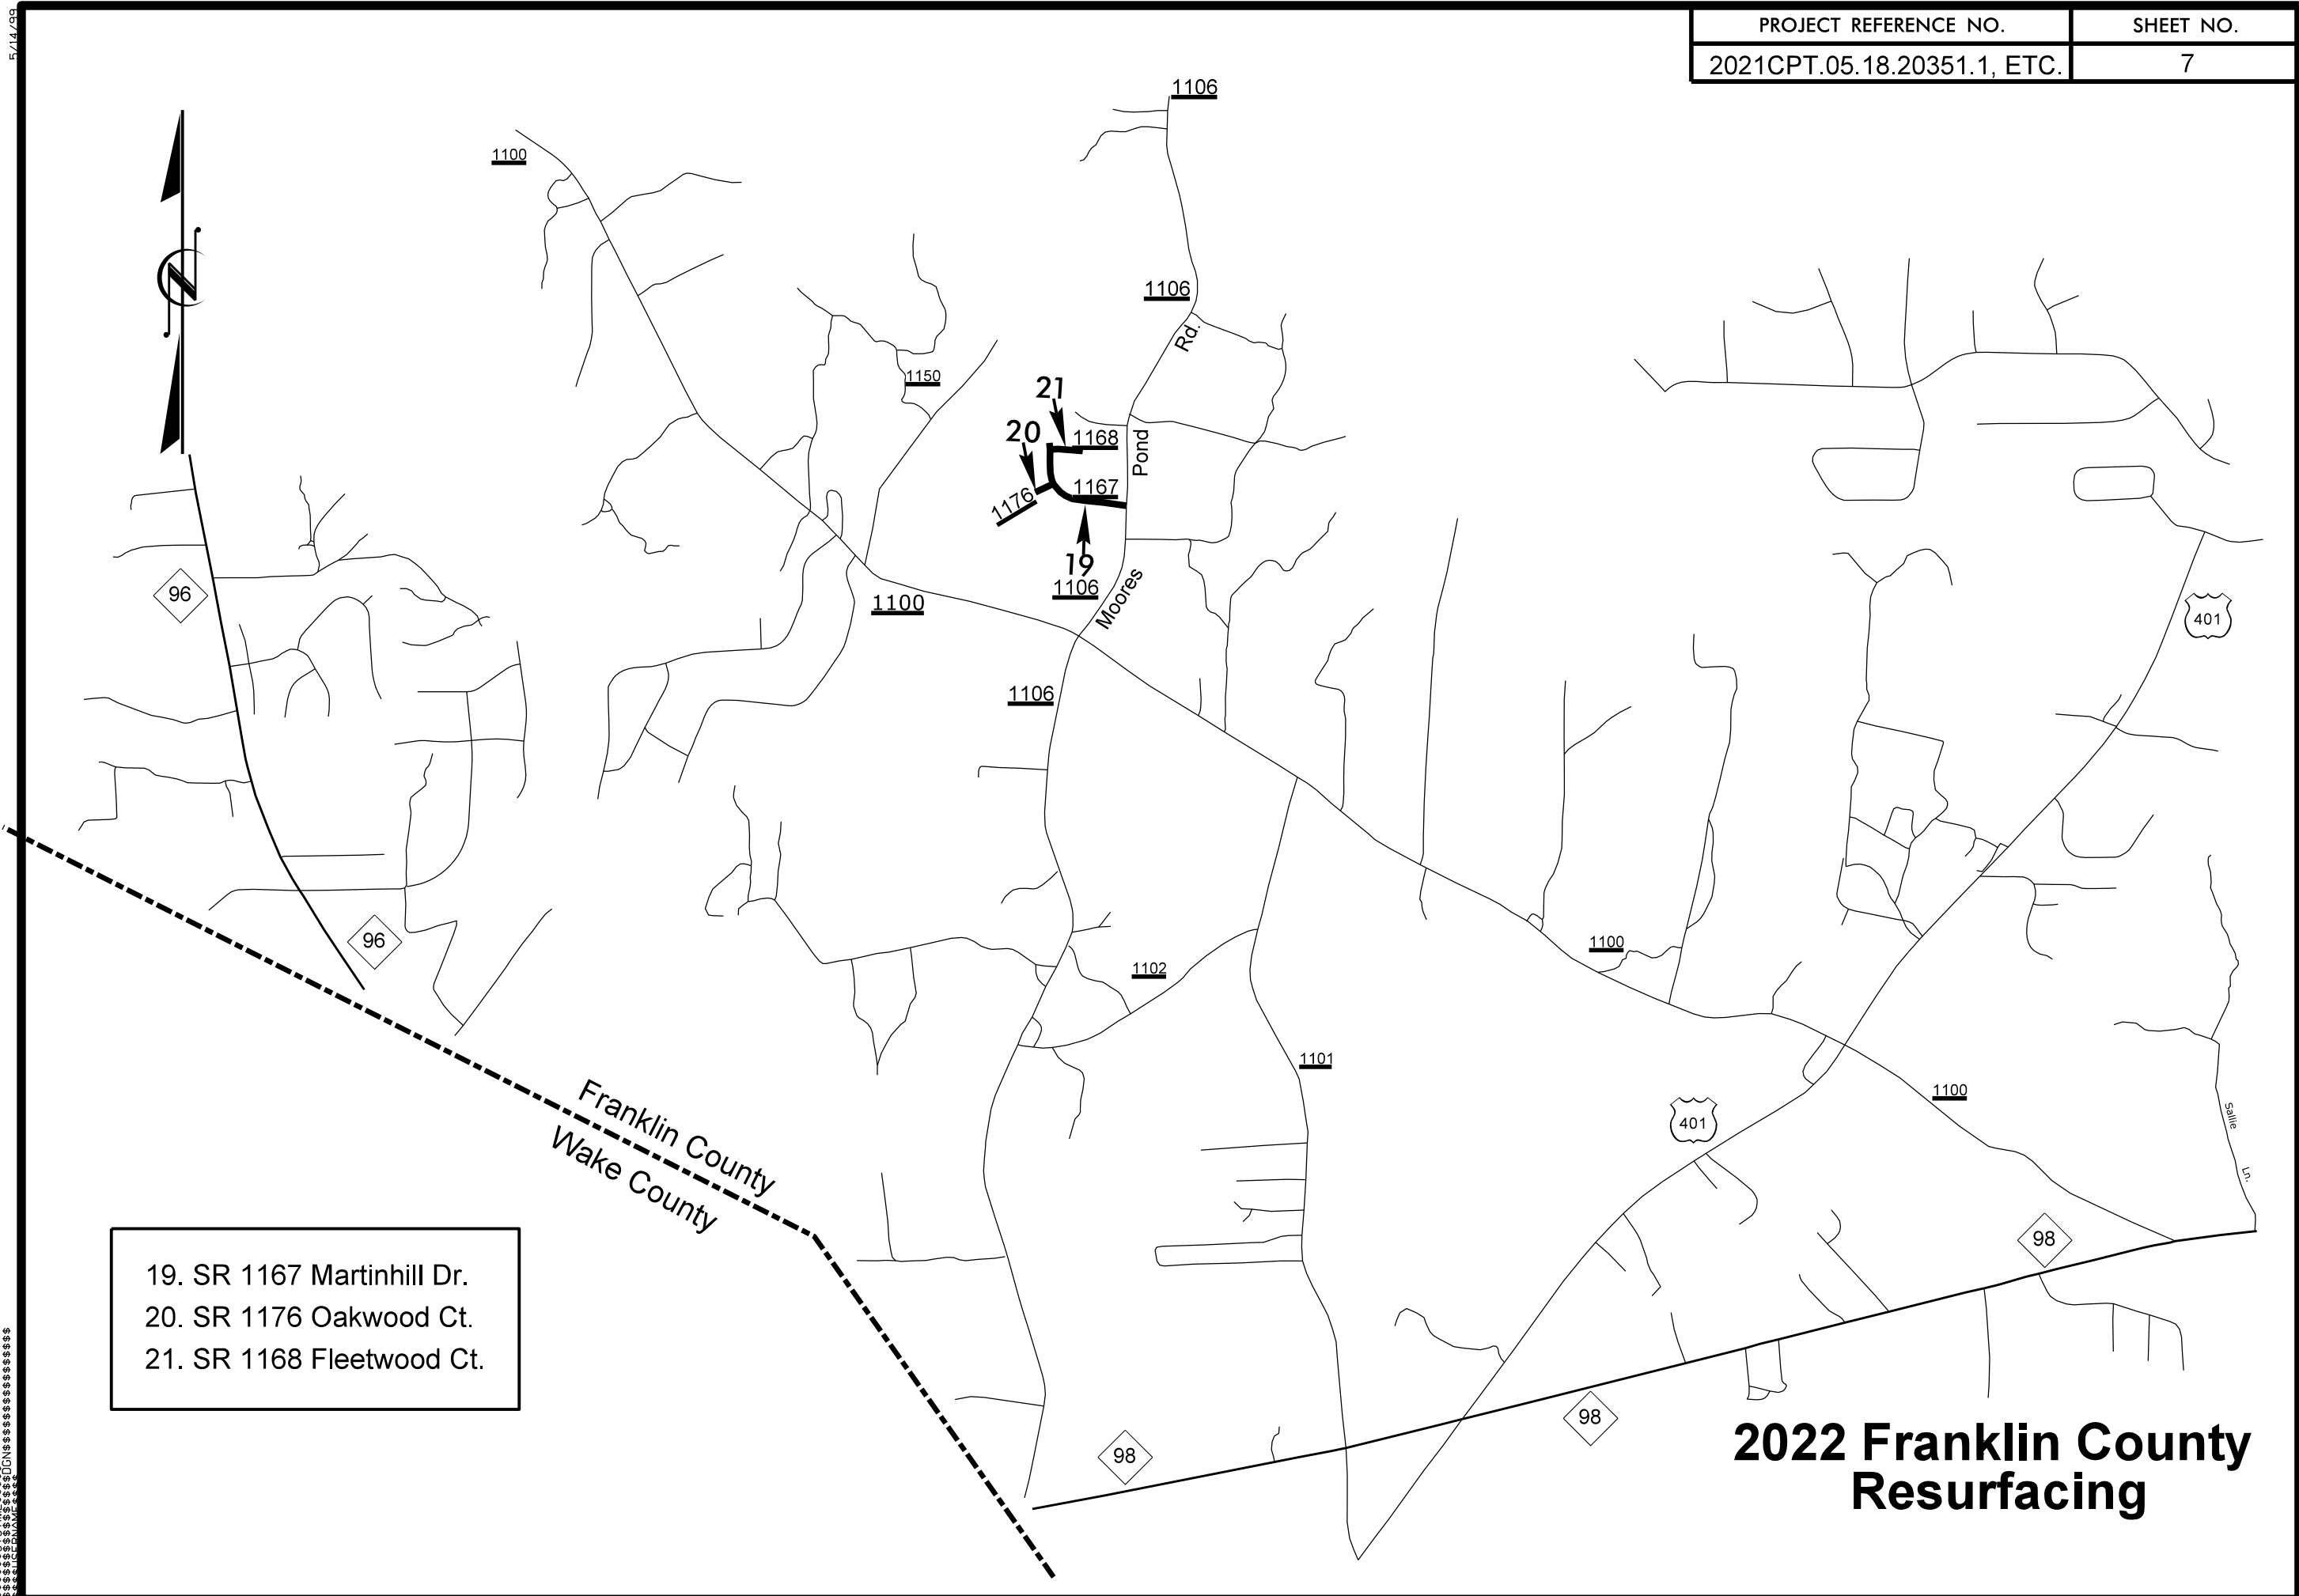 5/14/99
PROJECT REFERENCE NO.
SHEET NO.
2021CPT.05.18.20351.1, ETC.
7
1106
1100
N
1106
Rd.
1150
21
20
1168
Pond
1167
1176
19
1106
Moores
96
1100
401
1106
96
1100
1102
1101
1100
401
Sallie
Ln.
Franklin County
Wake County
98
19. SR 1167 Martinhill Dr.
20. SR 1176 Oakwood Ct.
21. SR 1168 Fleetwood Ct.
98
98
2022 Franklin County
Resurfacing